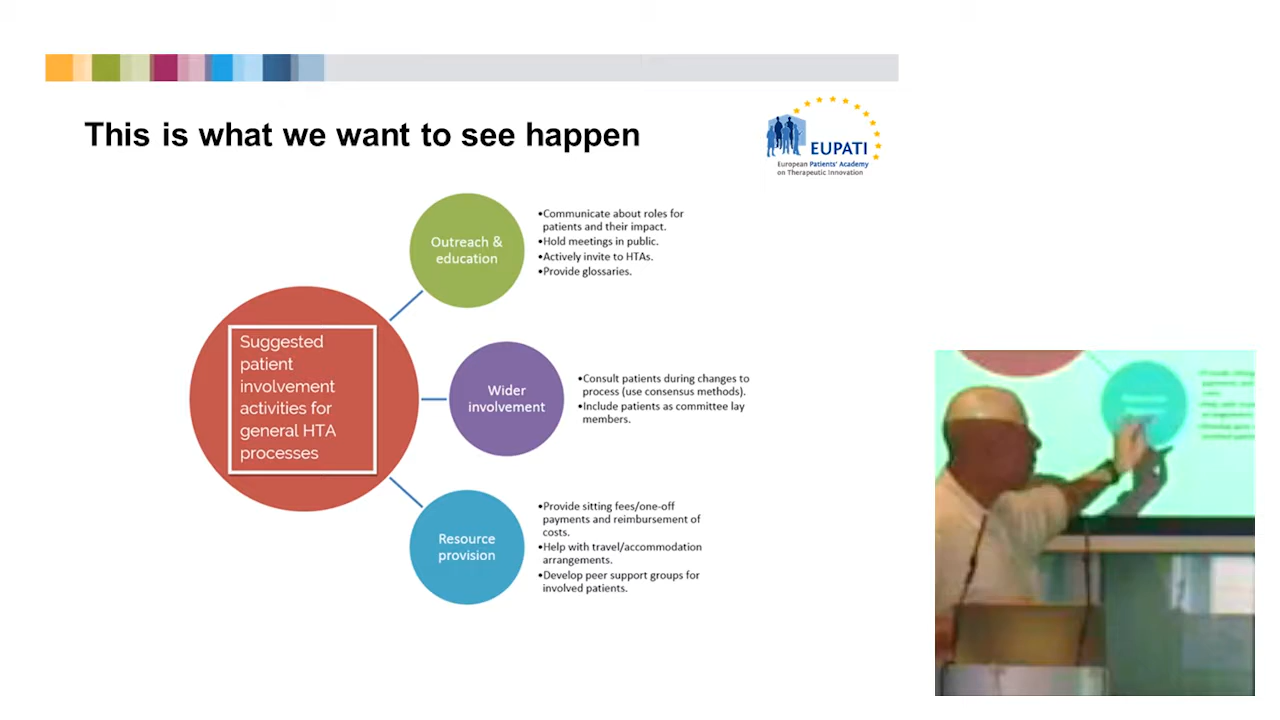 This is what we want to see happen
EUPATI
European Patients' Academy
on Therapeutic Innovation
Suggested
patient
involvement
activities for
general HTA
processes
Outreach &
education
•Communicate about roles for
patients and their impact.
•Hold meetings in public.
•Actively invite to HTAs.
•Provide glossaries.
Wider
involvement
•Consult patients during changes to
process (use consensus methods).
•Include patients as committee lay
members.
Resource
provision
•Provide sitting fees/one-off
payments and reimbursement of
costs.
•Help with travel/accommodation
arrangements.
•Develop peer support groups for
involved patients.